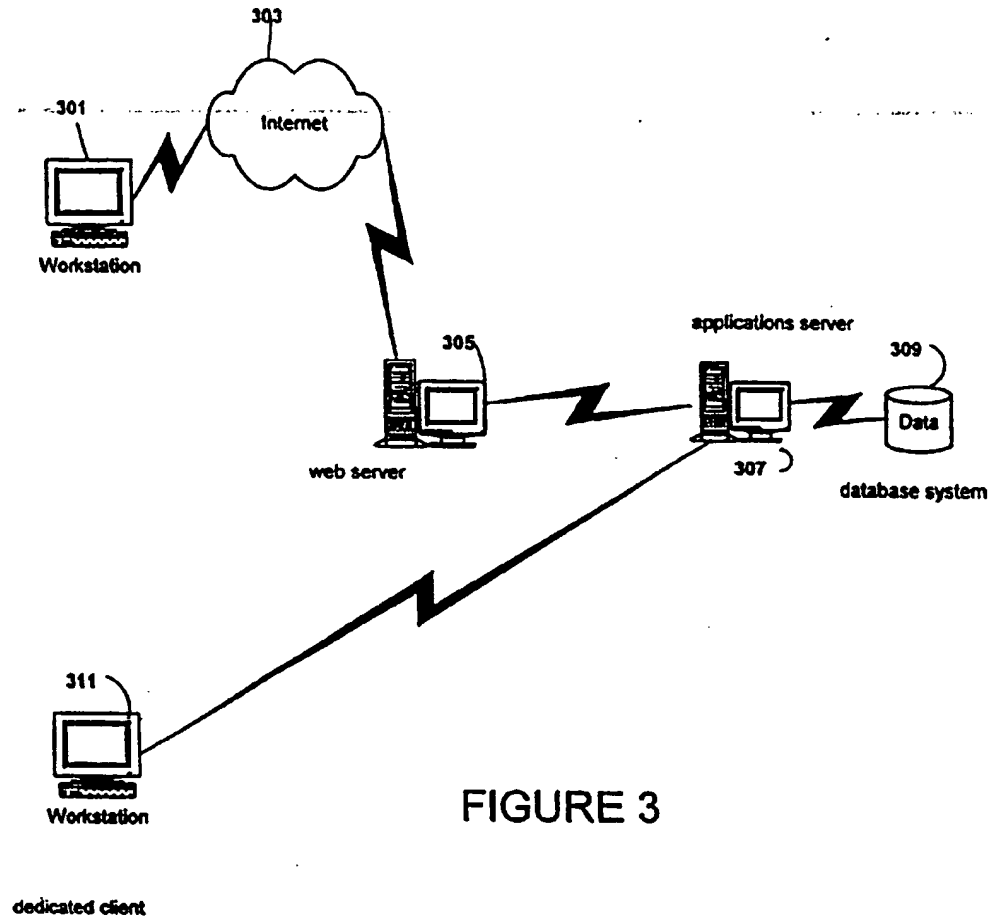 303
301
Internet
Workstation
applications server
305
309
Data
web server
307
database system
311
Workstation
FIGURE 3
dedicated client